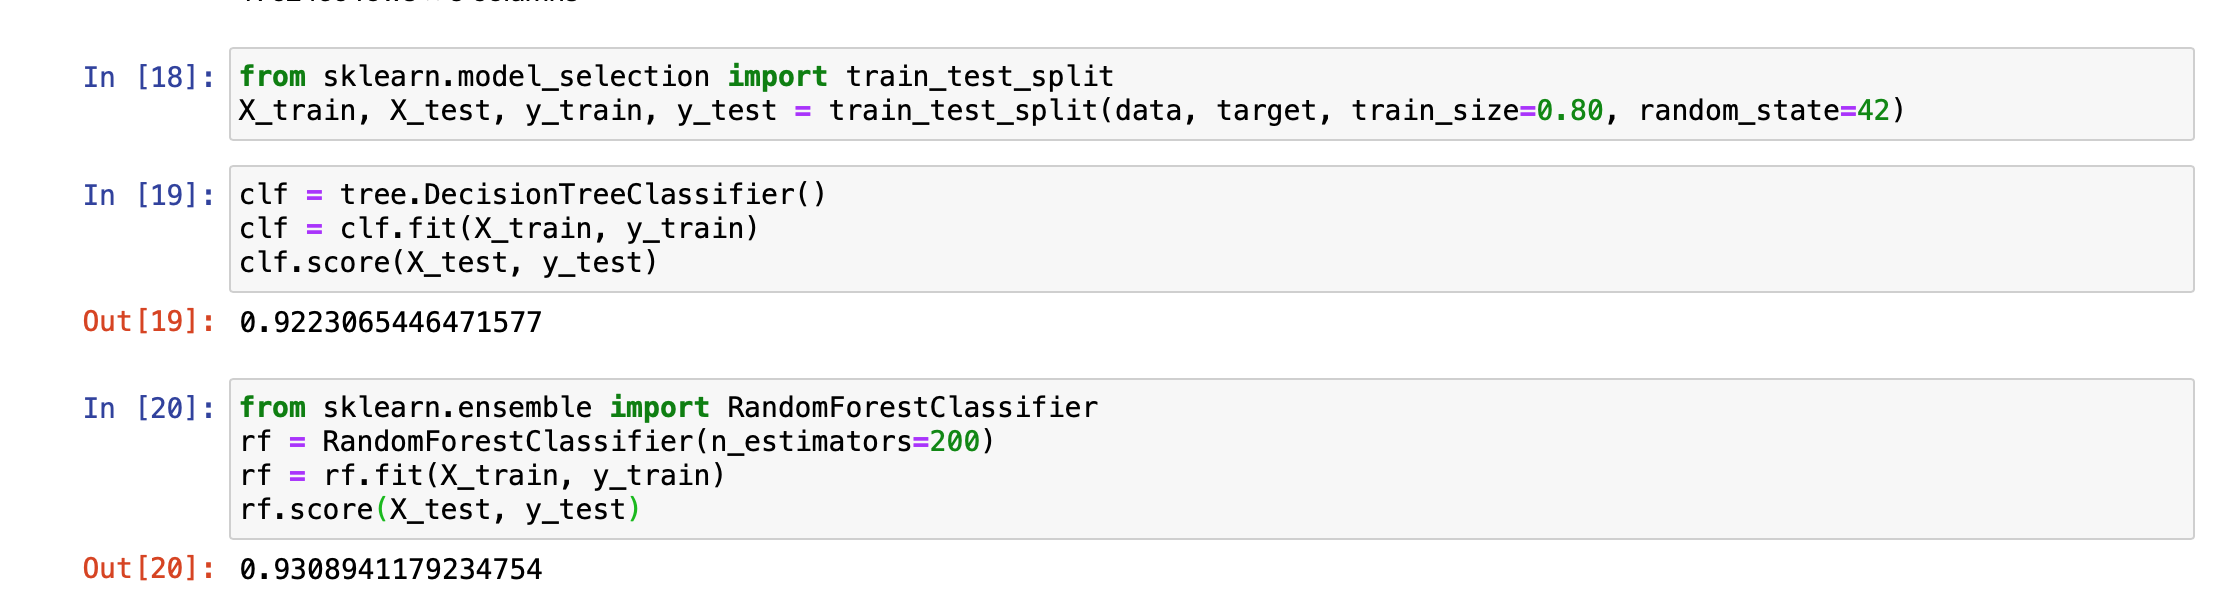 In [18]:
from sklearn.model_selection import train_test_split
X_train, X_test, y_train, y_test = train_test_split(data, target, train_size=0.80, random_state=42)
In [19]:
clf = tree.DecisionTreeClassifier()
clf = clf.fit(X_train, y_train)
clf.score(X_test, y_test)
Out[19]: 0.9223065446471577
In [20]:
from sklearn.ensemble import RandomForestClassifier
rf = RandomForestClassifier(n_estimators=200)
rf = rf.fit(X_train, y_train)
rf.score(X_test, y_test)
Out[20]: 0.9308941179234754